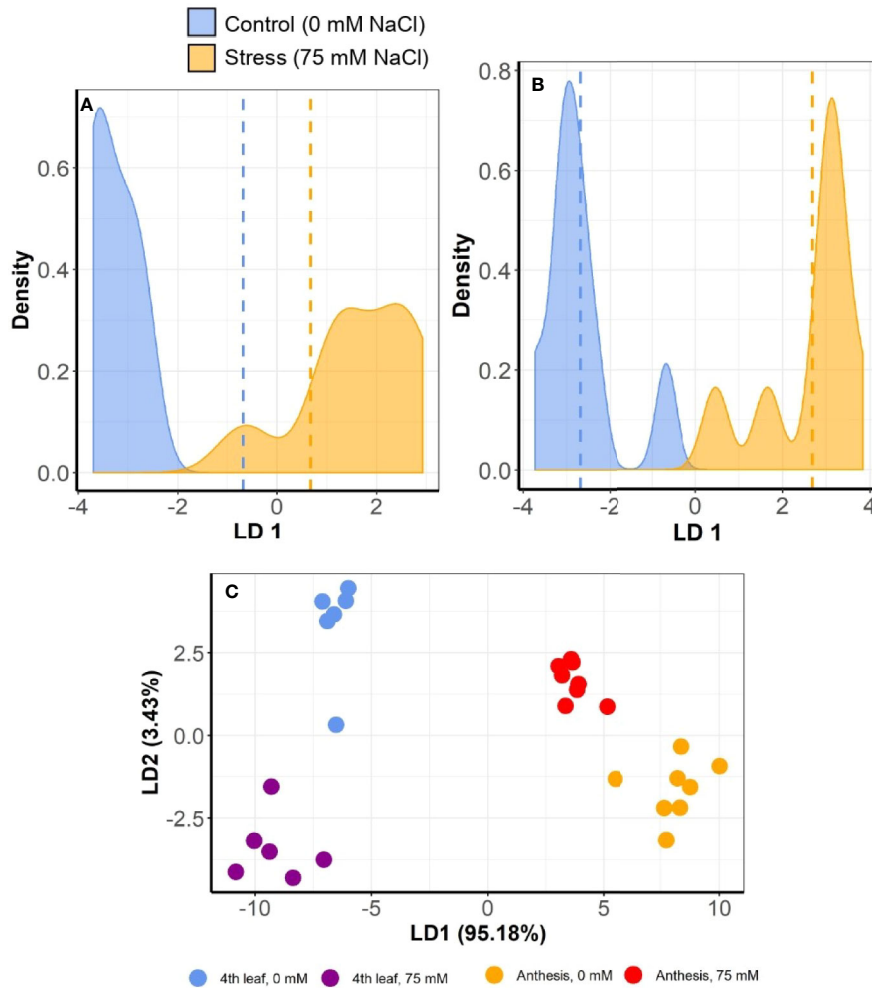 Control (0 mM NaCl)
Stress (75 mM NaCl)
A
0.6
0.4
0.2
0.0
Density
-4
-2
0
2
LD 1
B
0.8
0.6
0.4
0.2
0.0
Density
-4
-2
0
2
4
LD 1
C
2.5
0.0
-2.5
LD2 (3.43%)
-10
-5
0
5
10
LD1 (95.18%)
4th leaf, 0 mM 4th leaf, 75 mM Anthesis, 0 mM Anthesis, 75 mM